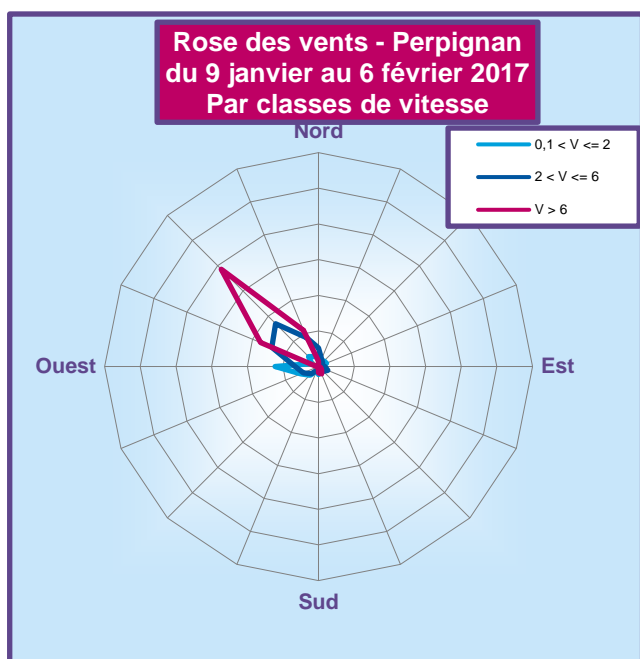 Rose des vents - Perpignan
du 9 janvier au 6 février 2017
Par classes de vitesse
Nord
0,1 < V <= 2
2 < V <= 6
V > 6
Ouest
Est
Sud